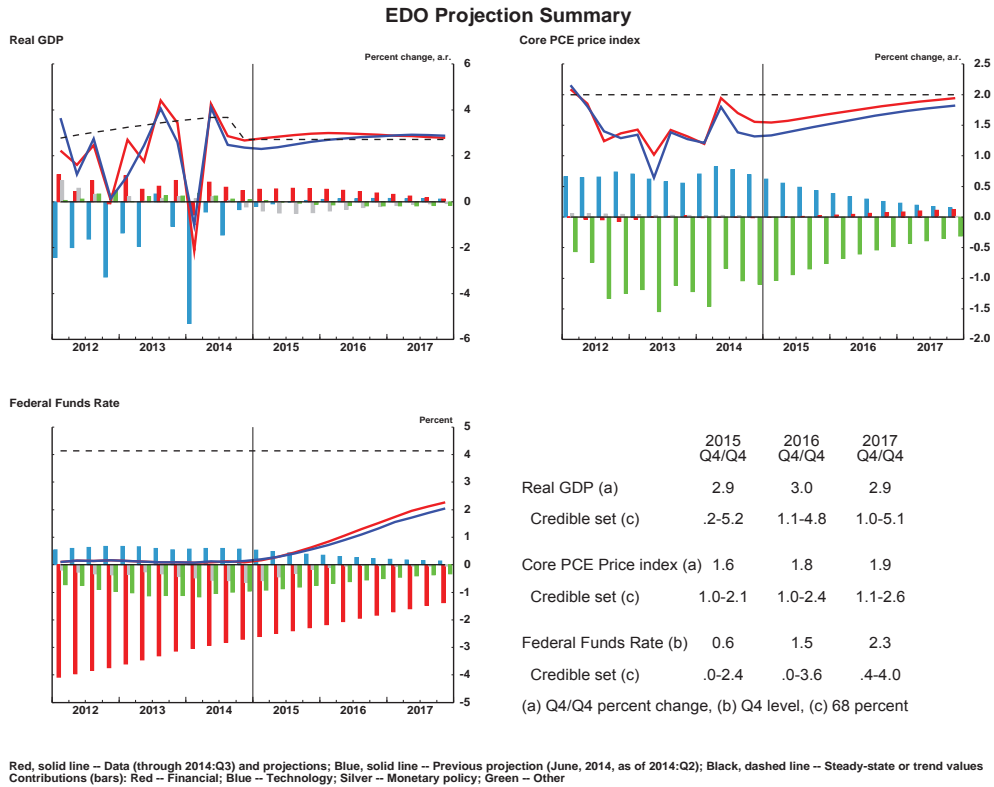 EDO Projection Summary
Real GDP
Percent change, a.r.
6
4
2
0
-2
-4
-6
2012 2013 2014 2015 2016 2017
Core PCE price index
Percent change, a.r.
2.5
2.0
1.5
1.0
0.5
0.0
-0.5
-1.0
-1.5
-2.0
2012 2013 2014 2015 2016 2017
Federal Funds Rate
Percent
5
4
3
2
1
0
-1
-2
-3
-4
-5
2012 2013 2014 2015 2016 2017
2015 2016 2017
Q4/Q4 Q4/Q4 Q4/Q4
Real GDP (a) 2.9 3.0 2.9
Credible set (c) .2-5.2 1.1-4.8 1.0-5.1
Core PCE Price index (a) 1.6 1.8 1.9
Credible set (c) 1.0-2.1 1.0-2.4 1.1-2.6
Federal Funds Rate (b) 0.6 1.5 2.3
Credible set (c) .0-2.4 .0-3.6 .4-4.0
(a) Q4/Q4 percent change, (b) Q4 level, (c) 68 percent
Red, solid line -- Data (through 2014:Q3) and projections; Blue, solid line -- Previous projection (June, 2014, as of 2014:Q2); Black, dashed line -- Steady-state or trend values
Contributions (bars): Red -- Financial; Blue -- Technology; Silver -- Monetary policy; Green -- Other